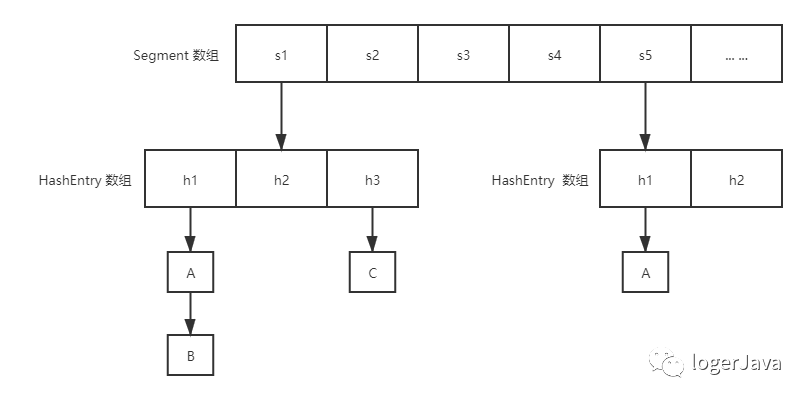 Segment 数组 s1 s2 s3 s4 s5 ... ...
HashEntry 数组 h1 h2 h3 HashEntry 数组 h1 h2
A C A
B
logerJava